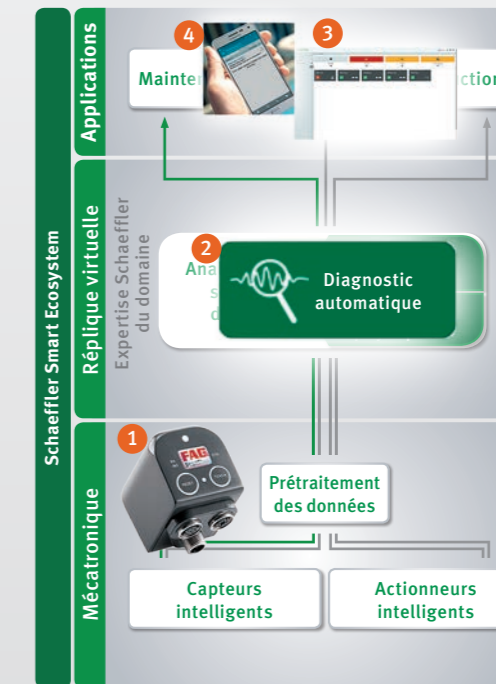 Schaeffler Smart Ecosystem
Applications
4
3
Mainte
ction
Réplique virtuelle
Expertise Schaeffler
du domaine
2
Ana
s
d
Diagnostic
automatique
Mécatronique
1
FAG
Prétraitement
des données
Capteurs
intelligents
Actionneurs
intelligents